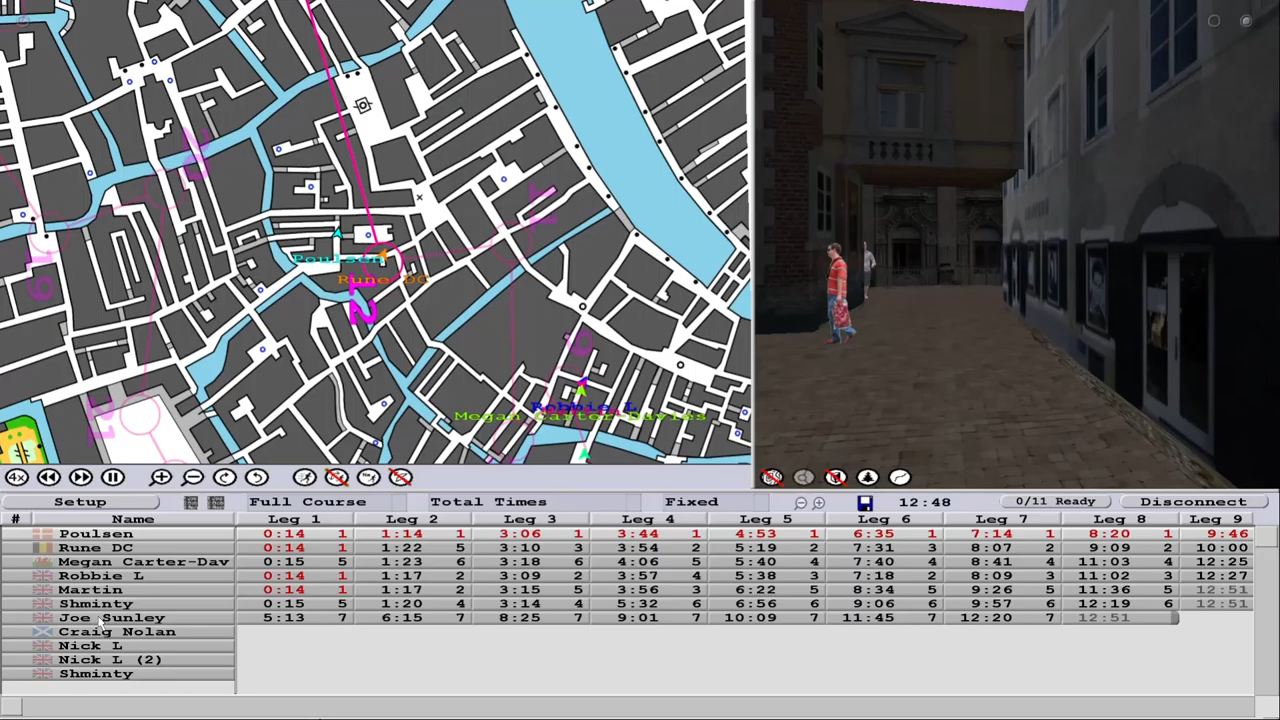 Poulsen
Rune DC
12
11
9
Robbie L
Megan Carter-Davies
19
21
4x
Setup Full Course Total Times Fixed 12:48 0/11 Ready Disconnect
# Name Leg 1 Leg 2 Leg 3 Leg 4 Leg 5 Leg 6 Leg 7 Leg 8 Leg 9
Poulsen 0:14 1 1:14 1 3:06 1 3:44 1 4:53 1 6:35 1 7:14 1 8:20 1 9:46
Rune DC 0:14 1 1:22 5 3:10 3 3:54 2 5:19 2 7:31 3 8:07 2 9:09 2 10:00
Megan Carter-Dav 0:15 5 1:23 6 3:18 6 4:06 5 5:40 4 7:40 4 8:41 4 11:03 4 12:25
Robbie L 0:14 1 1:17 2 3:09 2 3:57 4 5:38 3 7:18 2 8:09 3 11:02 3 12:27
Martin 0:14 1 1:17 2 3:15 5 3:56 3 6:22 5 8:34 5 9:26 5 11:36 5 12:51
Shminty 0:15 5 1:20 4 3:14 4 5:32 6 6:56 6 9:06 6 9:57 6 12:19 6 12:51
Joe Sunley 5:13 7 6:15 7 8:25 7 9:01 7 10:09 7 11:45 7 12:20 7 12:51
Craig Nolan
Nick L
Nick L (2)
Shminty